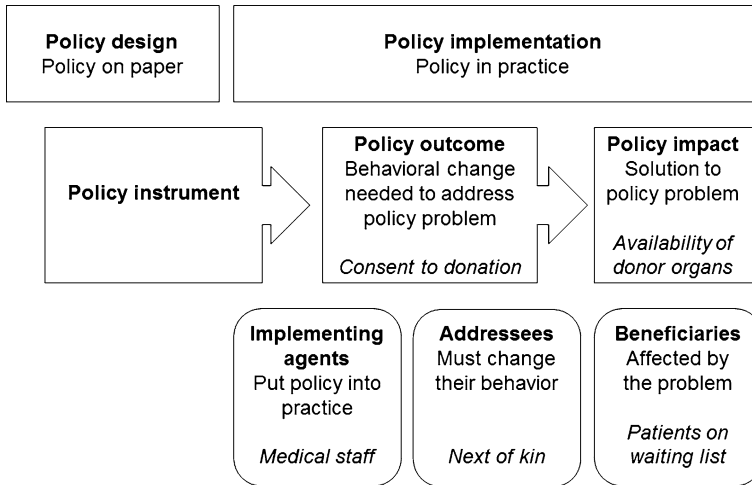 Policy design
Policy on paper
Policy implementation
Policy in practice
Policy instrument
Policy outcome
Behavioral change
needed to address
policy problem
Consent to donation
Policy impact
Solution to
policy problem
Availability of
donor organs
Implementing
agents
Put policy into
practice
Medical staff
Addressees
Must change
their behavior
Next of kin
Beneficiaries
Affected by
the problem
Patients on
waiting list